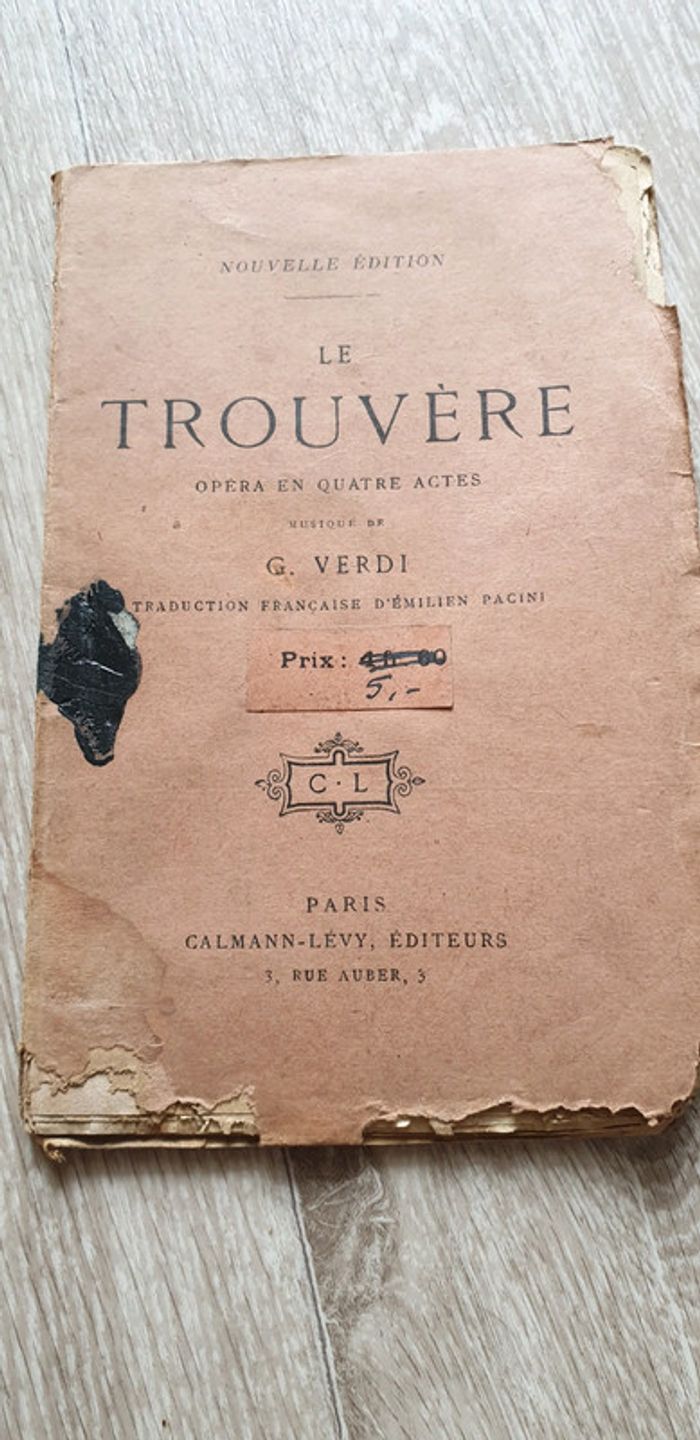 NOUVELLE ÉDITION
LE
TROUVÈRE
OPÉRA EN QUATRE ACTES
MUSIQUE DE
G. VERDI
TRADUCTION FRANÇAISE D'ÉMILIEN PACINI
Prix :
5,-
C · L
PARIS
CALMANN-LÉVY, ÉDITEURS
3, RUE AUBER, 3